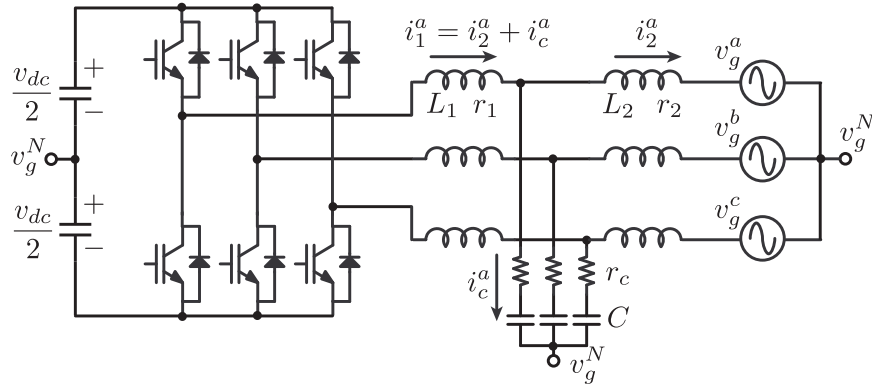 i_1^a = i_2^a + i_c^a
i_2^a
v_g^a
v_dc/2
+
−
L_1 r_1
L_2 r_2
v_g^b
v_g^N
v_g^N
v_dc/2
+
−
v_g^c
i_c^a
r_c
C
v_g^N